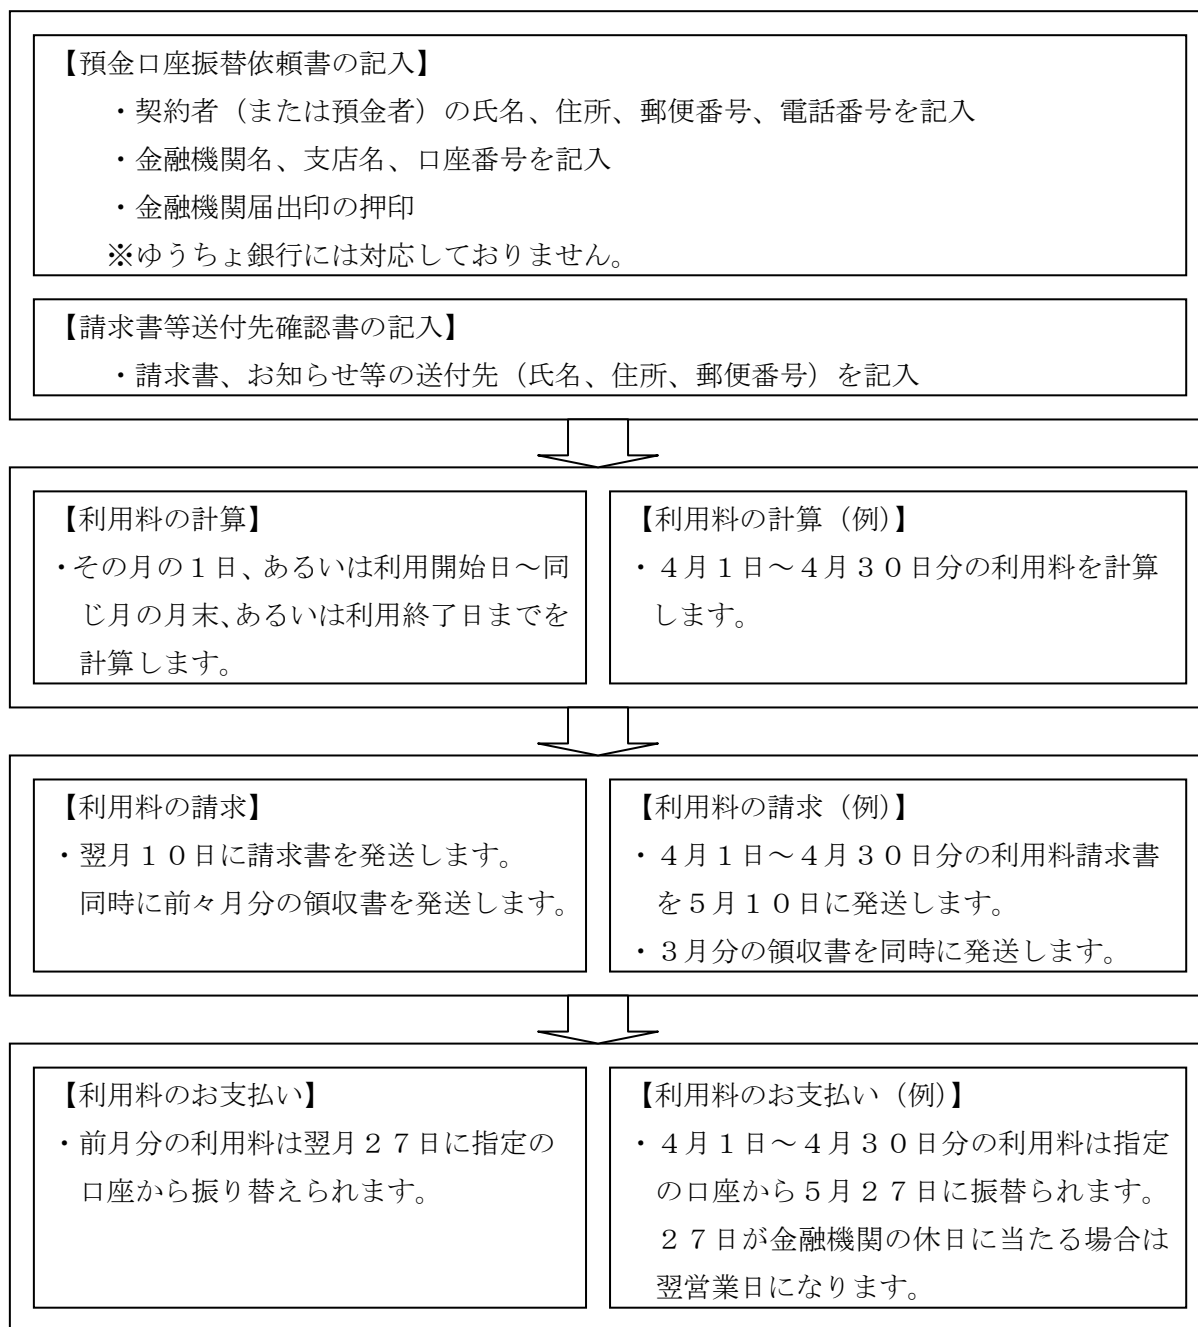 【預金口座振替依頼書の記入】
・契約者（または預金者）の氏名、住所、郵便番号、電話番号を記入
・金融機関名、支店名、口座番号を記入
・金融機関届出印の押印
※ゆうちょ銀行には対応しておりません。
【請求書等送付先確認書の記入】
・請求書、お知らせ等の送付先（氏名、住所、郵便番号）を記入
【利用料の計算】
・その月の１日、あるいは利用開始日～同
じ月の月末、あるいは利用終了日までを
計算します。
【利用料の計算（例）】
・４月１日～４月３０日分の利用料を計算
します。
【利用料の請求】
・翌月１０日に請求書を発送します。
同時に前々月分の領収書を発送します。
【利用料の請求（例）】
・４月１日～４月３０日分の利用料請求書
を５月１０日に発送します。
・３月分の領収書を同時に発送します。
【利用料のお支払い】
・前月分の利用料は翌月２７日に指定の
口座から振り替えられます。
【利用料のお支払い（例）】
・４月１日～４月３０日分の利用料は指定
の口座から５月２７日に振替られます。
２７日が金融機関の休日に当たる場合は
翌営業日になります。